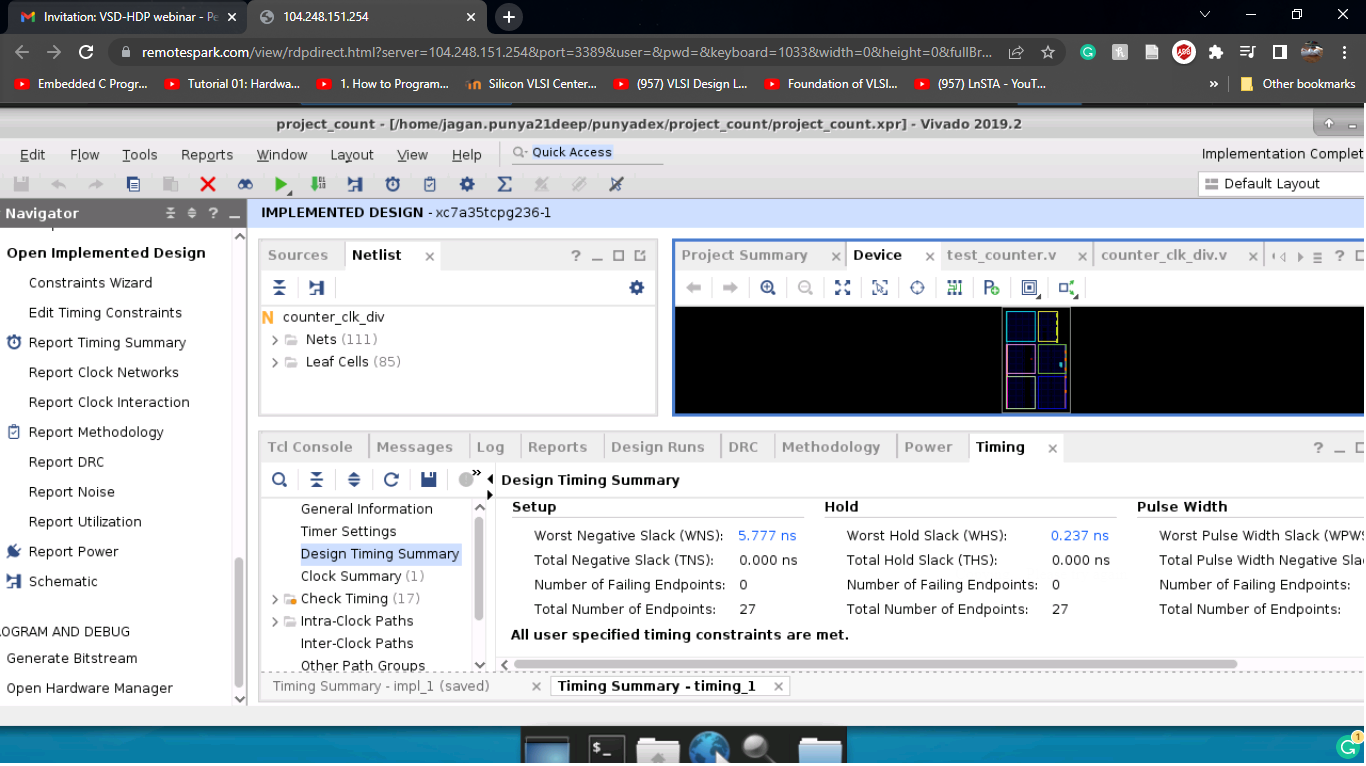 Invitation: VSD-HDP webinar - Pe
104.248.151.254
remotespark.com/view/rdpdirect.html?server=104.248.151.254&port=3389&user=&pwd=&keyboard=1033&width=0&height=0&fullBr...
Embedded C Progr...
Tutorial 01: Hardwa...
1. How to Program...
Silicon VLSI Center...
(957) VLSI Design L...
Foundation of VLSI...
(957) LnSTA - YouT...
»
Other bookmarks
project_count - [/home/jagan.punya21deep/punyadex/project_count/project_count.xpr] - Vivado 2019.2
Edit Flow Tools Reports Window Layout View Help Quick Access
Implementation Complet
Default Layout
Navigator
IMPLEMENTED DESIGN - xc7a35tcpg236-1
Open Implemented Design
Constraints Wizard
Edit Timing Constraints
Report Timing Summary
Report Clock Networks
Report Clock Interaction
Report Methodology
Report DRC
Report Noise
Report Utilization
Report Power
Schematic
OGRAM AND DEBUG
Generate Bitstream
Open Hardware Manager
Sources Netlist
N counter_clk_div
Nets (111)
Leaf Cells (85)
Project Summary Device test_counter.v counter_clk_div.v
Tcl Console Messages Log Reports Design Runs DRC Methodology Power Timing
General Information
Timer Settings
Design Timing Summary
Clock Summary (1)
Check Timing (17)
Intra-Clock Paths
Inter-Clock Paths
Other Path Groups
Design Timing Summary
Setup Hold Pulse Width
Worst Negative Slack (WNS): 5.777 ns Worst Hold Slack (WHS): 0.237 ns Worst Pulse Width Slack (WPWS
Total Negative Slack (TNS): 0.000 ns Total Hold Slack (THS): 0.000 ns Total Pulse Width Negative Sla
Number of Failing Endpoints: 0 Number of Failing Endpoints: 0 Number of Failing Endpoints:
Total Number of Endpoints: 27 Total Number of Endpoints: 27 Total Number of Endpoints:
All user specified timing constraints are met.
Timing Summary - impl_1 (saved) Timing Summary - timing_1
$_
1